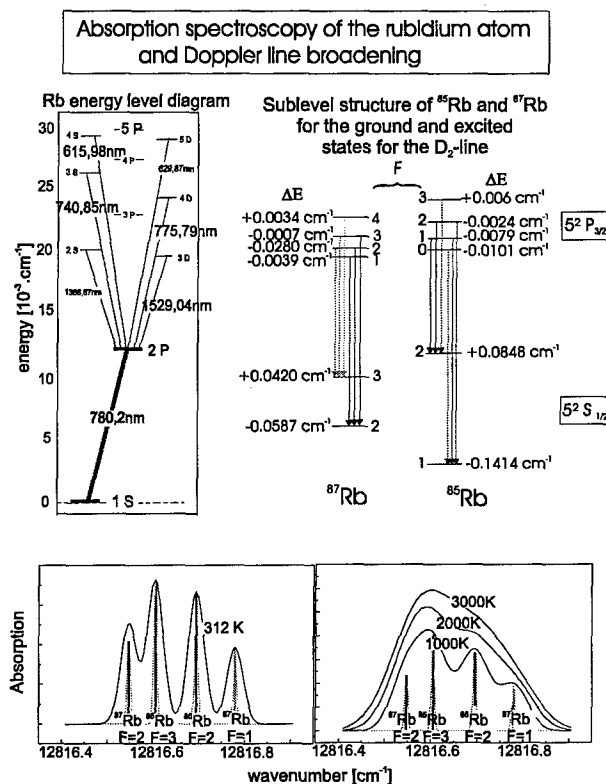 Absorption spectroscopy of the rubidium atom
and Doppler line broadening
Rb energy level diagram
Sublevel structure of ⁸⁵Rb and ⁸⁷Rb
for the ground and excited
states for the D₂-line
energy [10⁻³.cm⁻¹]
30
25
20
15
10
5
0
4 S
5 P
5 D
615,98nm
4 P
629,87nm
3 S
740,85nm
4 D
3 P
775,79nm
2 S
3 D
1529,04nm
2 P
780,2nm
1 S
F
ΔE
ΔE
+0.0034 cm⁻¹ 4
-0.0007 cm⁻¹ 3
-0.0280 cm⁻¹ 2
-0.0039 cm⁻¹ 1
3 +0.006 cm⁻¹
2 -0.0024 cm⁻¹
1 -0.0079 cm⁻¹
0 -0.0101 cm⁻¹
5² P 3/2
+0.0420 cm⁻¹ 3
-0.0587 cm⁻¹ 2
2 +0.0848 cm⁻¹
1 -0.1414 cm⁻¹
5² S 1/2
⁸⁷Rb
⁸⁵Rb
Absorption
312 K
⁸⁷Rb ⁸⁵Rb ⁸⁵Rb ⁸⁷Rb
F=2 F=3 F=2 F=1
12816.4 12816.6 12816.8
3000K
2000K
1000K
⁸⁷Rb ⁸⁵Rb ⁸⁵Rb ⁸⁷Rb
F=2 F=3 F=2 F=1
12816.4 12816.6 12816.8
wavenumber [cm⁻¹]